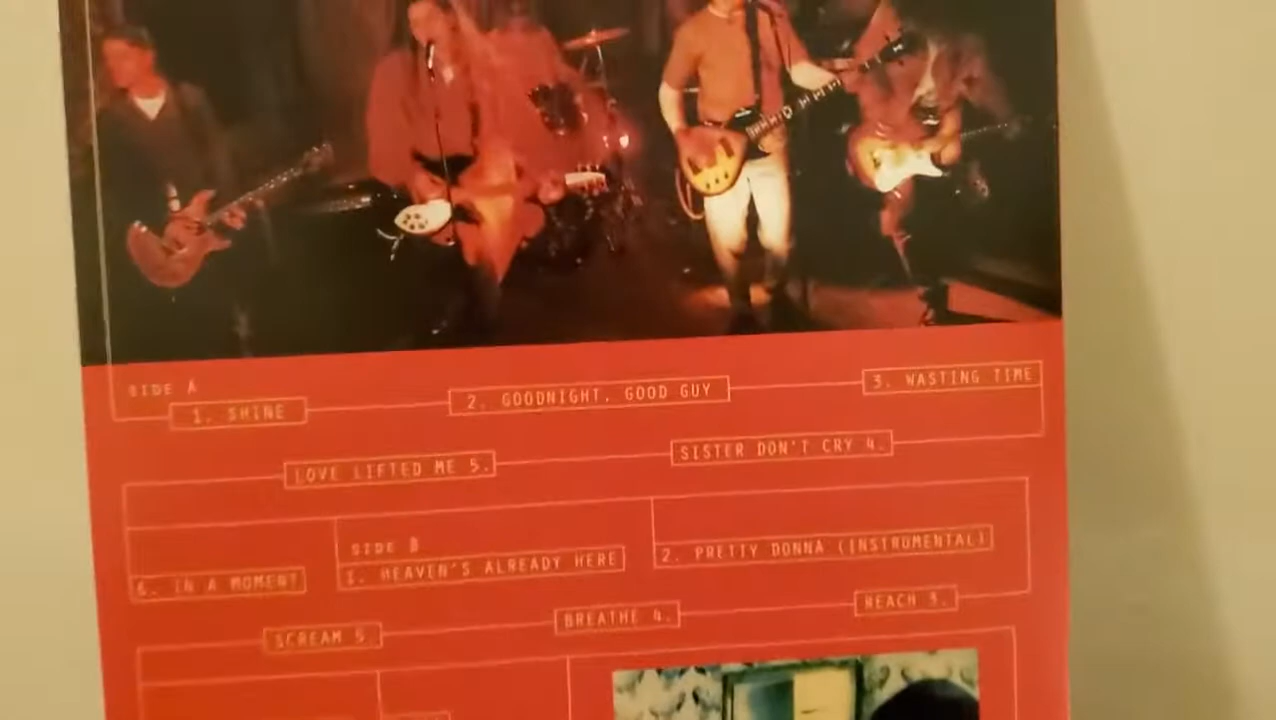 SIDE A
1. SHINE
2. GOODNIGHT, GOOD GUY
3. WASTING TIME
SISTER DON'T CRY 4.
LOVE LIFTED ME 5.
6. IN A MOMENT
SIDE B
1. HEAVEN'S ALREADY HERE
2. PRETTY DONNA (INSTRUMENTAL)
REACH 3.
BREATHE 4.
SCREAM 5.